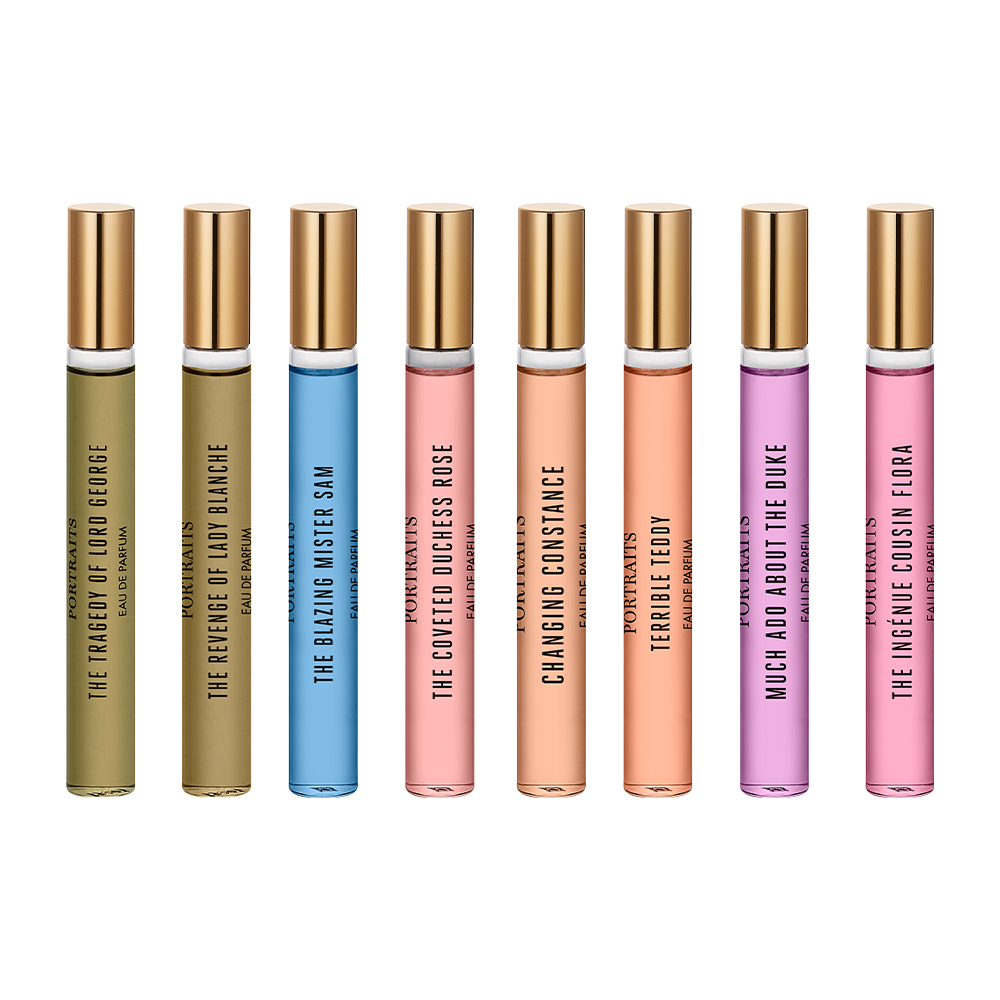 PORTRAITS
THE TRAGEDY OF LORD GEORGE
EAU DE PARFUM
PORTRAITS
THE REVENGE OF LADY BLANCHE
EAU DE PARFUM
PORTRAITS
THE BLAZING MISTER SAM
EAU DE PARFUM
PORTRAITS
THE COVETED DUCHESS ROSE
EAU DE PARFUM
PORTRAITS
CHANGING CONSTANCE
EAU DE PARFUM
PORTRAITS
TERRIBLE TEDDY
EAU DE PARFUM
PORTRAITS
MUCH ADO ABOUT THE DUKE
EAU DE PARFUM
PORTRAITS
THE INGÉNUE COUSIN FLORA
EAU DE PARFUM